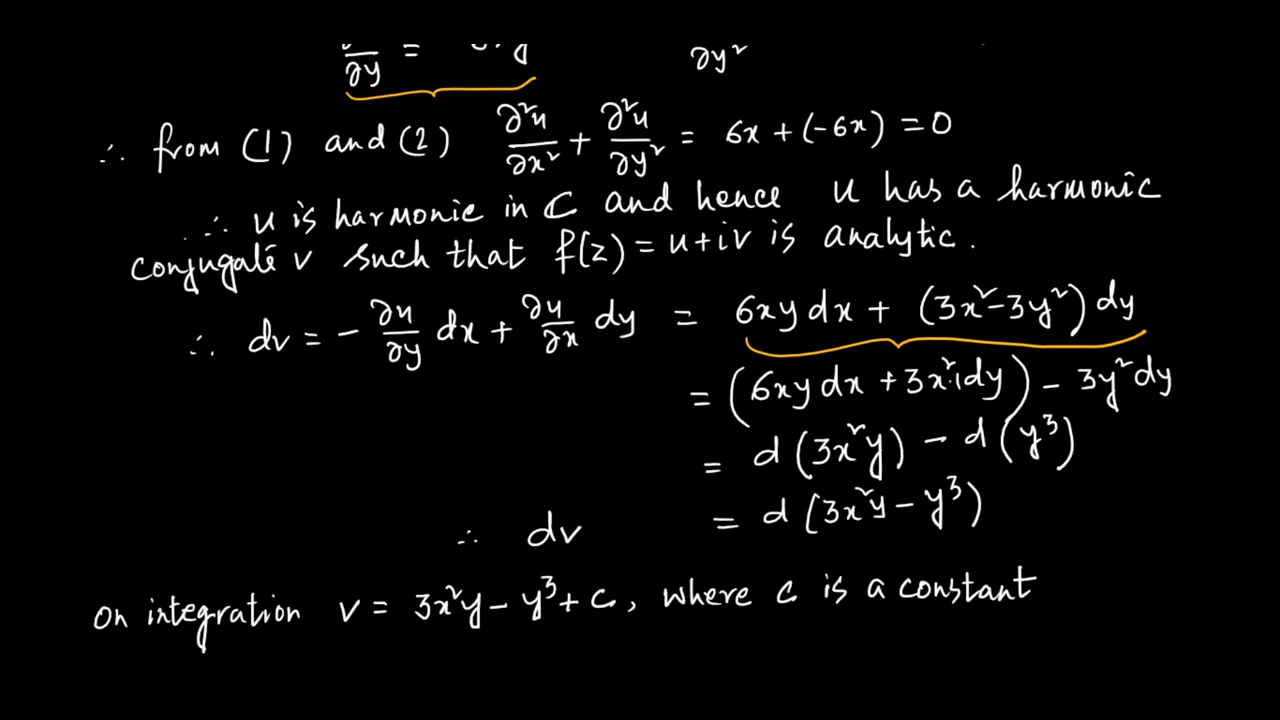 ∂y = ∂y²
∴ from (1) and (2) ∂²u/∂x² + ∂²u/∂y² = 6x + (-6x) = 0
∴ u is harmonic in C and hence u has a harmonic
conjugate v such that f(z) = u + iv is analytic.
∴ dv = - ∂u/∂y dx + ∂u/∂x dy = 6xy dx + (3x² - 3y²) dy
= (6xy dx + 3x² dy) - 3y² dy
= d (3x²y) - d (y³)
∴ dv = d (3x²y - y³)
On integration v = 3x²y - y³ + c, where c is a constant